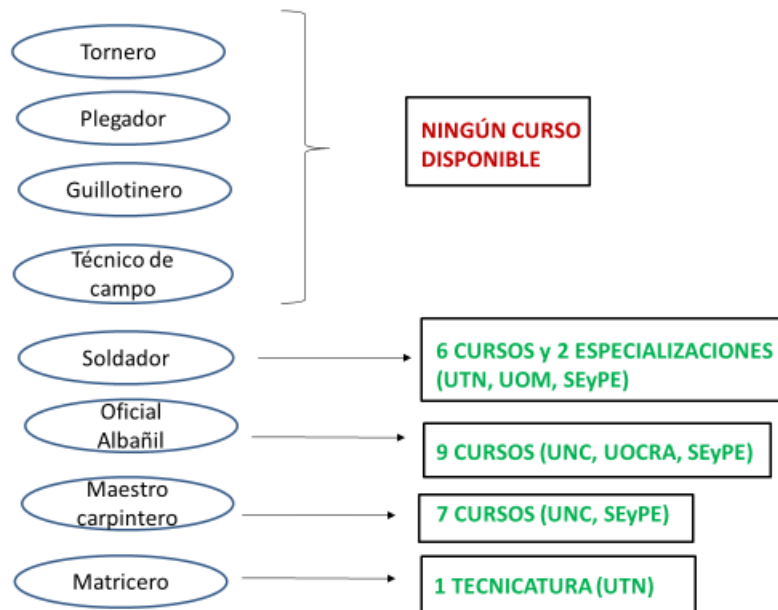 Tornero
Plegador
Guillotinero
Técnico de
campo
NINGÚN CURSO
DISPONIBLE
Soldador
6 CURSOS y 2 ESPECIALIZACIONES
(UTN, UOM, SEyPE)
Oficial
Albañil
9 CURSOS (UNC, UOCRA, SEyPE)
Maestro
carpintero
7 CURSOS (UNC, SEyPE)
Matricero
1 TECNICATURA (UTN)